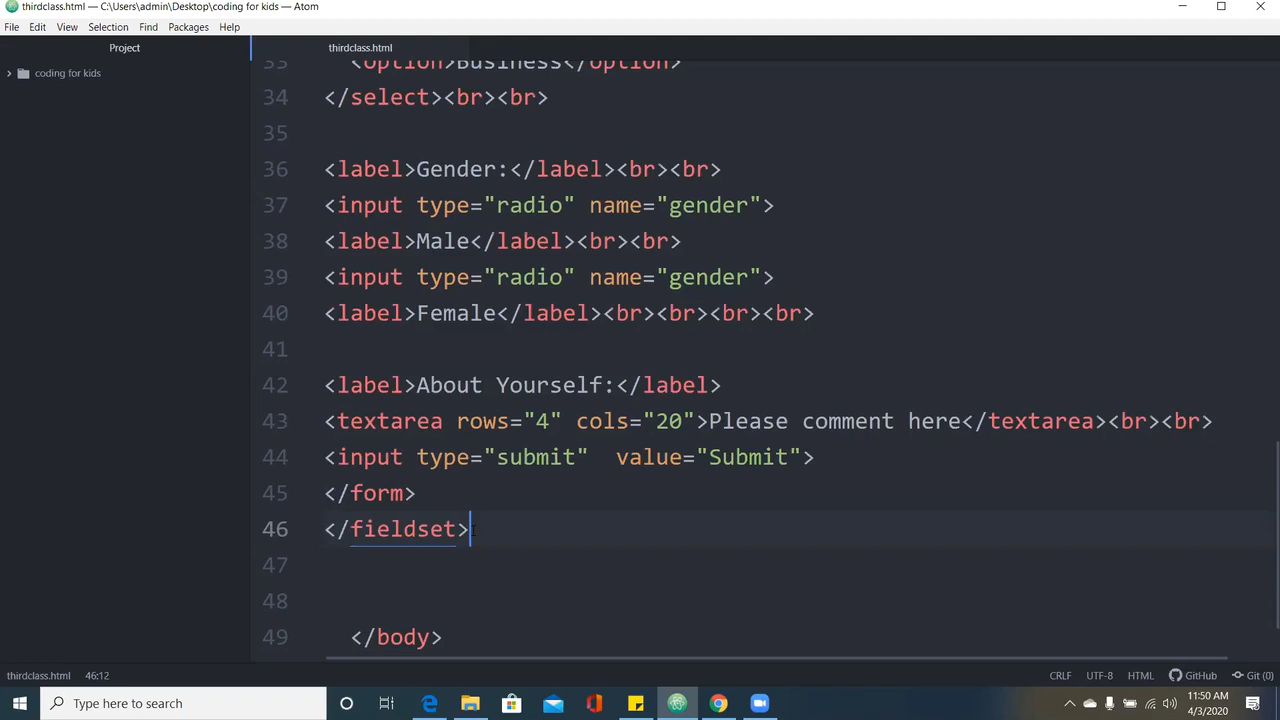 thirdclass.html — C:\Users\admin\Desktop\coding for kids — Atom
File Edit View Selection Find Packages Help
Project
thirdclass.html
coding for kids
33 <option>Business</option>
34 </select><br><br>
35
36 <label>Gender:</label><br><br>
37 <input type="radio" name="gender">
38 <label>Male</label><br><br>
39 <input type="radio" name="gender">
40 <label>Female</label><br><br><br><br>
41
42 <label>About Yourself:</label>
43 <textarea rows="4" cols="20">Please comment here</textarea><br><br>
44 <input type="submit"  value="Submit">
45 </form>
46 </fieldset>
47
48
49 </body>
thirdclass.html 46:12 CRLF UTF-8 HTML GitHub Git (0)
Type here to search
11:50 AM
4/3/2020